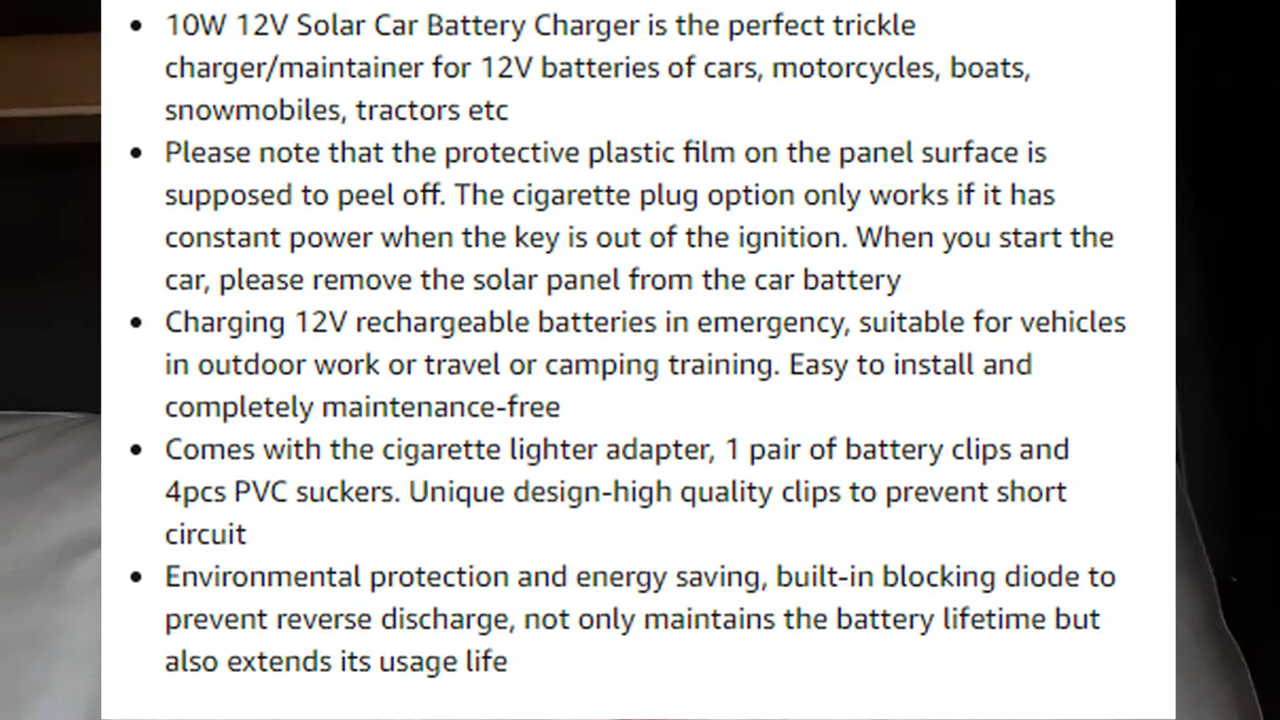 10W 12V Solar Car Battery Charger is the perfect trickle
charger/maintainer for 12V batteries of cars, motorcycles, boats,
snowmobiles, tractors etc
Please note that the protective plastic film on the panel surface is
supposed to peel off. The cigarette plug option only works if it has
constant power when the key is out of the ignition. When you start the
car, please remove the solar panel from the car battery
Charging 12V rechargeable batteries in emergency, suitable for vehicles
in outdoor work or travel or camping training. Easy to install and
completely maintenance-free
Comes with the cigarette lighter adapter, 1 pair of battery clips and
4pcs PVC suckers. Unique design-high quality clips to prevent short
circuit
Environmental protection and energy saving, built-in blocking diode to
prevent reverse discharge, not only maintains the battery lifetime but
also extends its usage life